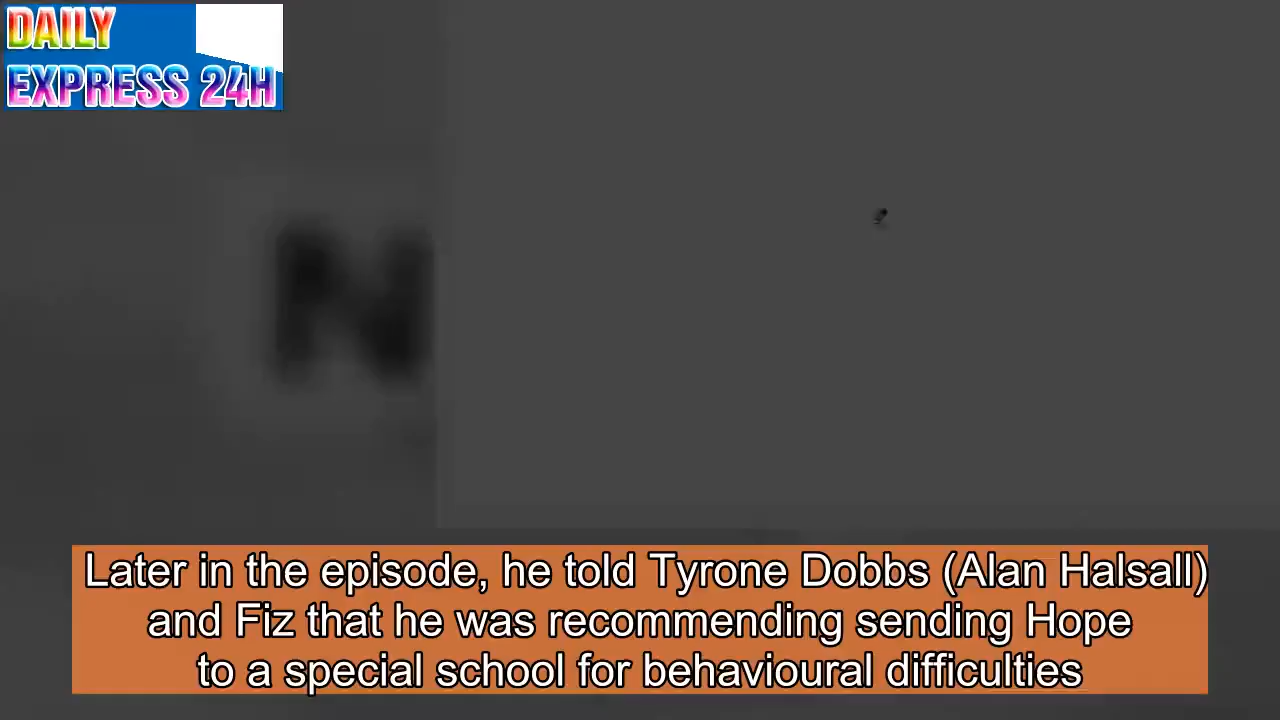 DAILY
EXPRESS 24H
N
Later in the episode, he told Tyrone Dobbs (Alan Halsall)
and Fiz that he was recommending sending Hope
to a special school for behavioural difficulties